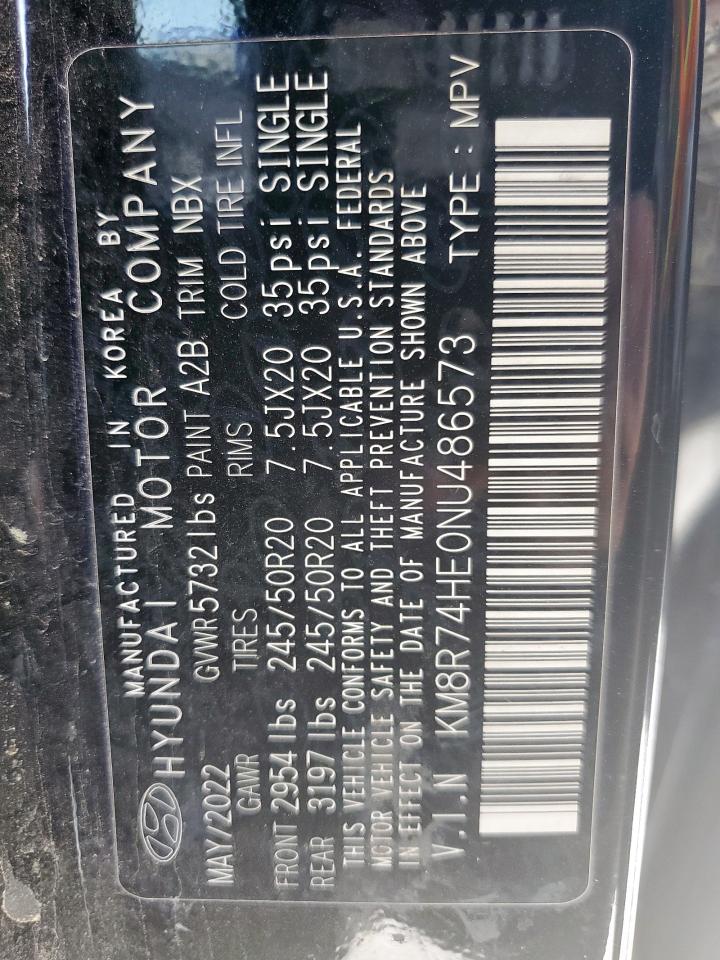 MANUFACTURED IN KOREA BY
HYUNDAI MOTOR COMPANY
MAY/2022 GVWR 5732 lbs PAINT A2B TRIM NBX
GAWR TIRES RIMS COLD TIRE INFL
FRONT 2954 lbs 245/50R20 7.5JX20 35psi SINGLE
REAR 3197 lbs 245/50R20 7.5JX20 35psi SINGLE
THIS VEHICLE CONFORMS TO ALL APPLICABLE U.S.A. FEDERAL
MOTOR VEHICLE SAFETY AND THEFT PREVENTION STANDARDS
IN EFFECT ON THE DATE OF MANUFACTURE SHOWN ABOVE
V.I.N KM8R74HE0NU486573 TYPE : MPV